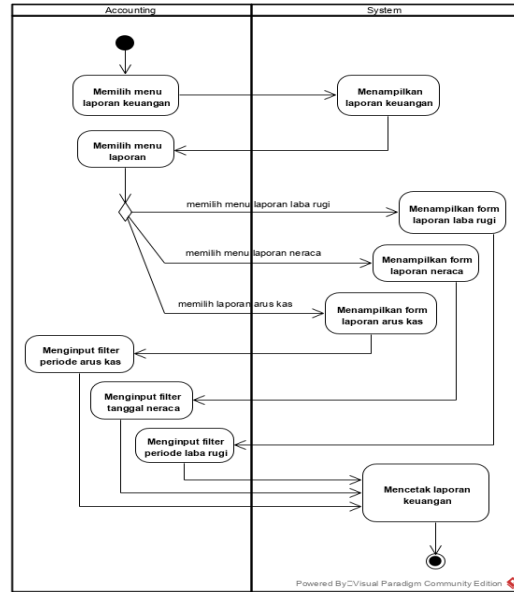 Accounting
System
Memilih menu
laporan keuangan
Menampilkan
laporan keuangan
Memilih menu
laporan
memilih menu laporan laba rugi
Menampilkan form
laporan laba rugi
memilih menu laporan neraca
Menampilkan form
laporan neraca
memilih laporan arus kas
Menampilkan form
laporan arus kas
Menginput filter
periode arus kas
Menginput filter
tanggal neraca
Menginput filter
periode laba rugi
Mencetak laporan
keuangan
Powered By Visual Paradigm Community Edition